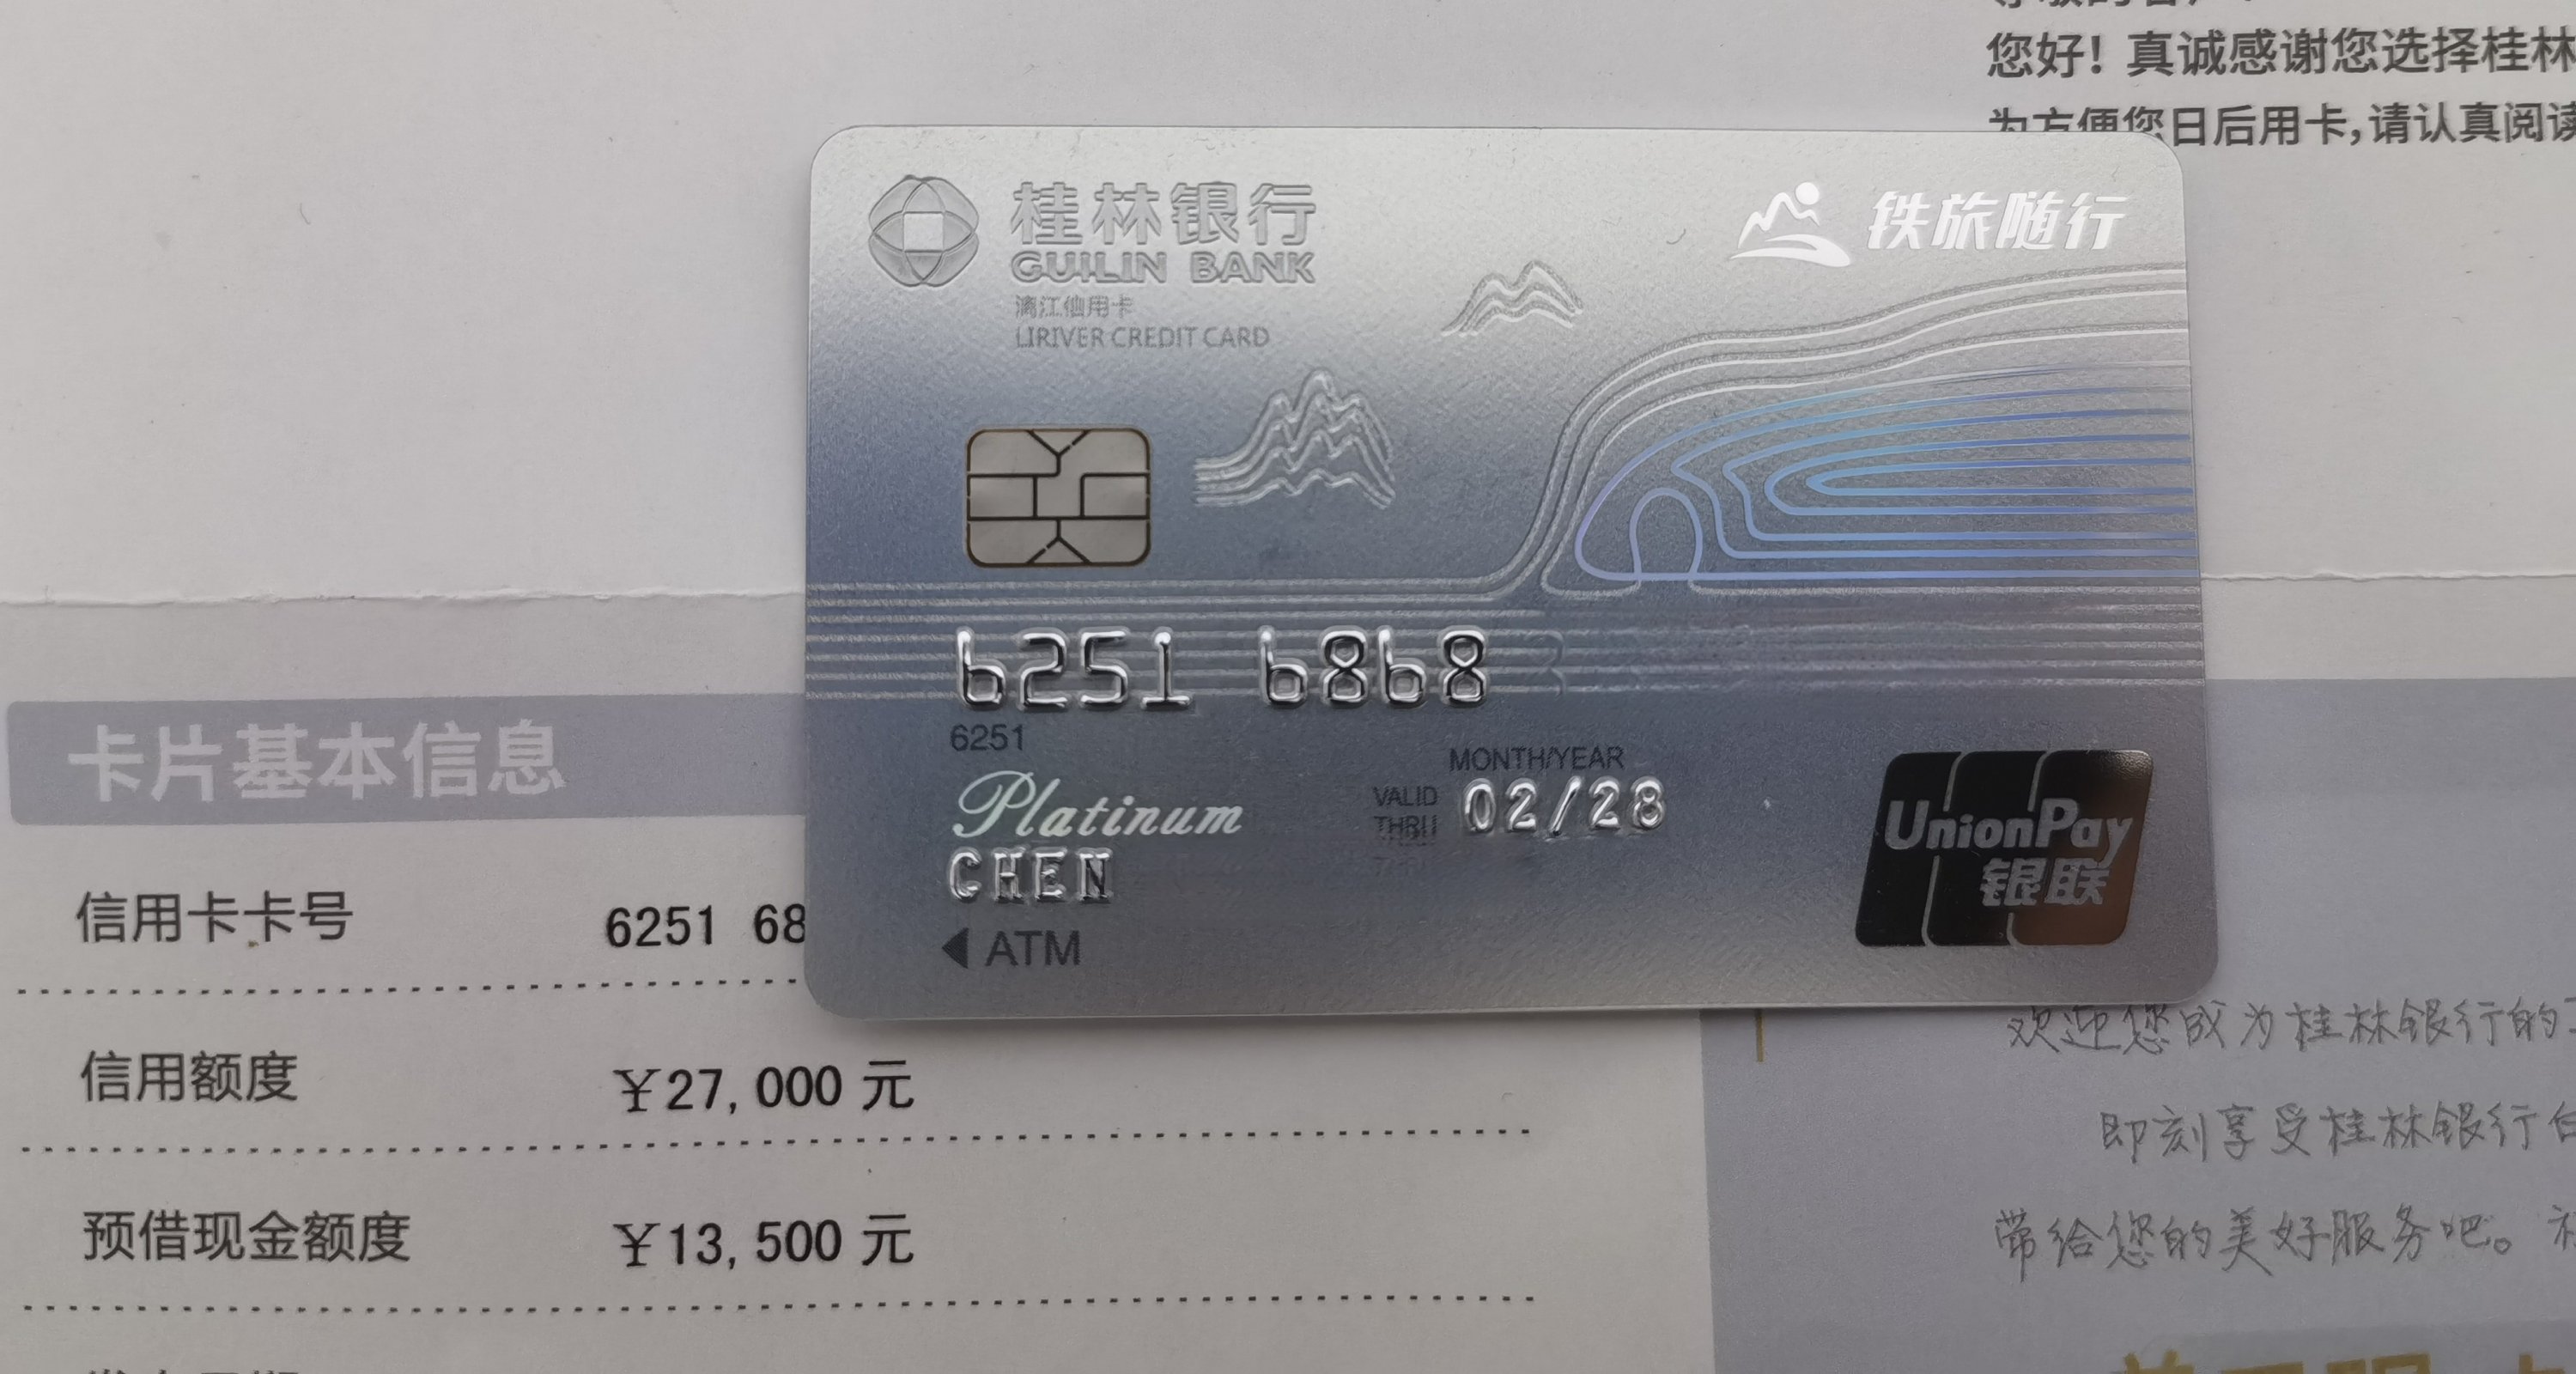 您好！真诚感谢您选择桂林
为方便您日后用卡,请认真阅读
桂林银行
GUILIN BANK
漓江信用卡
LIRIVER CREDIT CARD
铁旅随行
6251 6868
6251
MONTH/YEAR
VALID THRU 02/28
Platinum
CHEN
ATM
UnionPay
银联
卡片基本信息
信用卡卡号 6251 68
信用额度 ￥27,000 元
预借现金额度 ￥13,500 元
欢迎您成为桂林银行的
即刻享受桂林银行
带给您的美好服务吧。